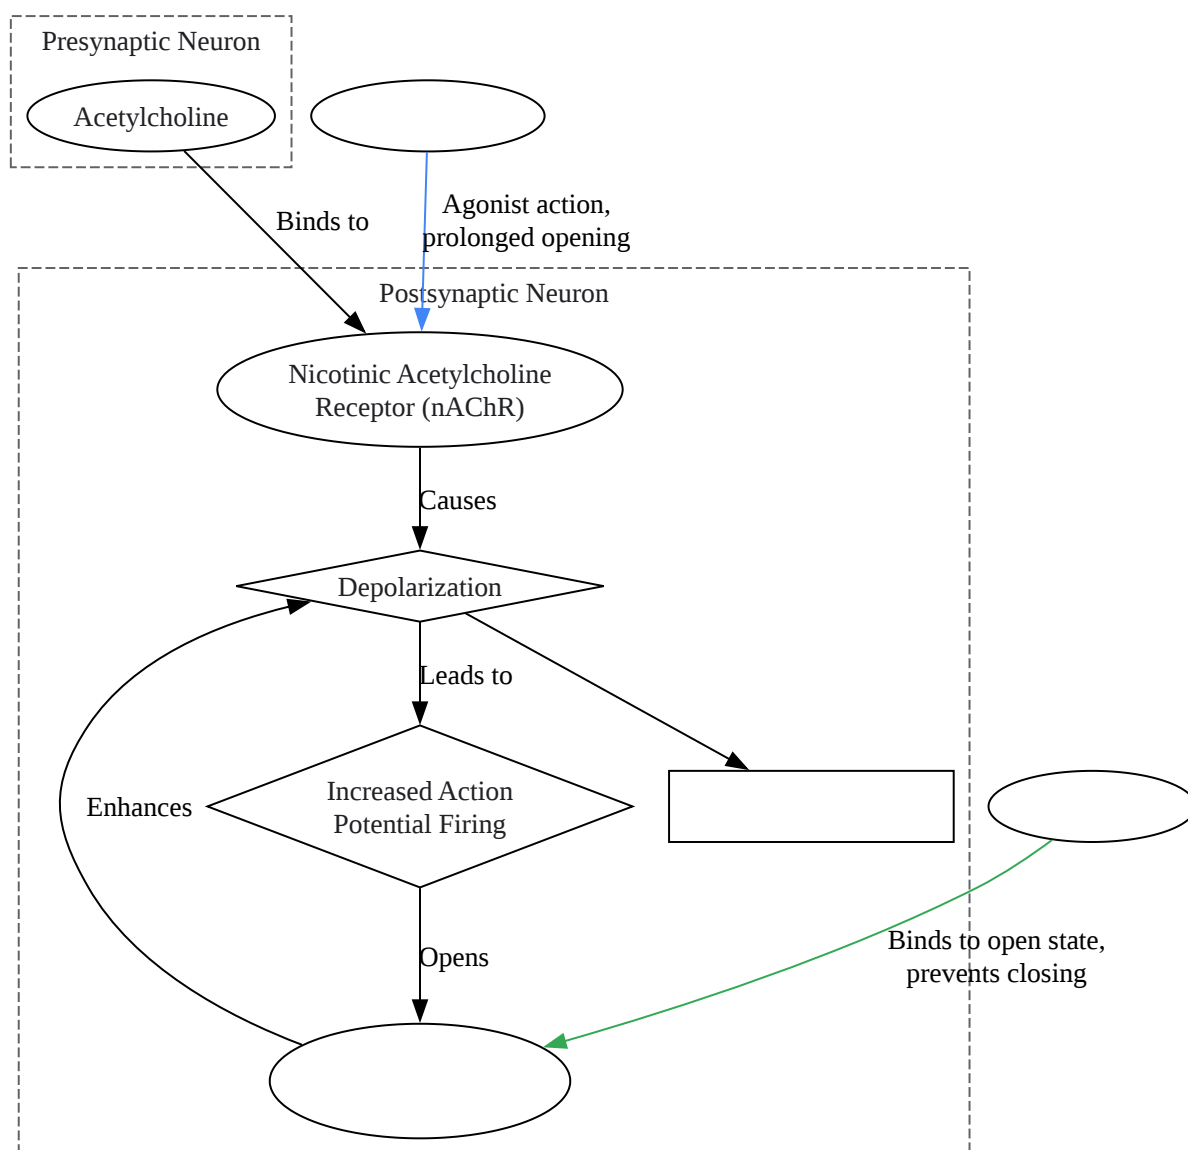 Presynaptic Neuron
Acetylcholine
Binds to
Agonist action,
prolonged opening
Postsynaptic Neuron
Nicotinic Acetylcholine
Receptor (nAChR)
Causes
Depolarization
Leads to
Increased Action
Potential Firing
Enhances
Opens
Binds to open state,
prevents closing